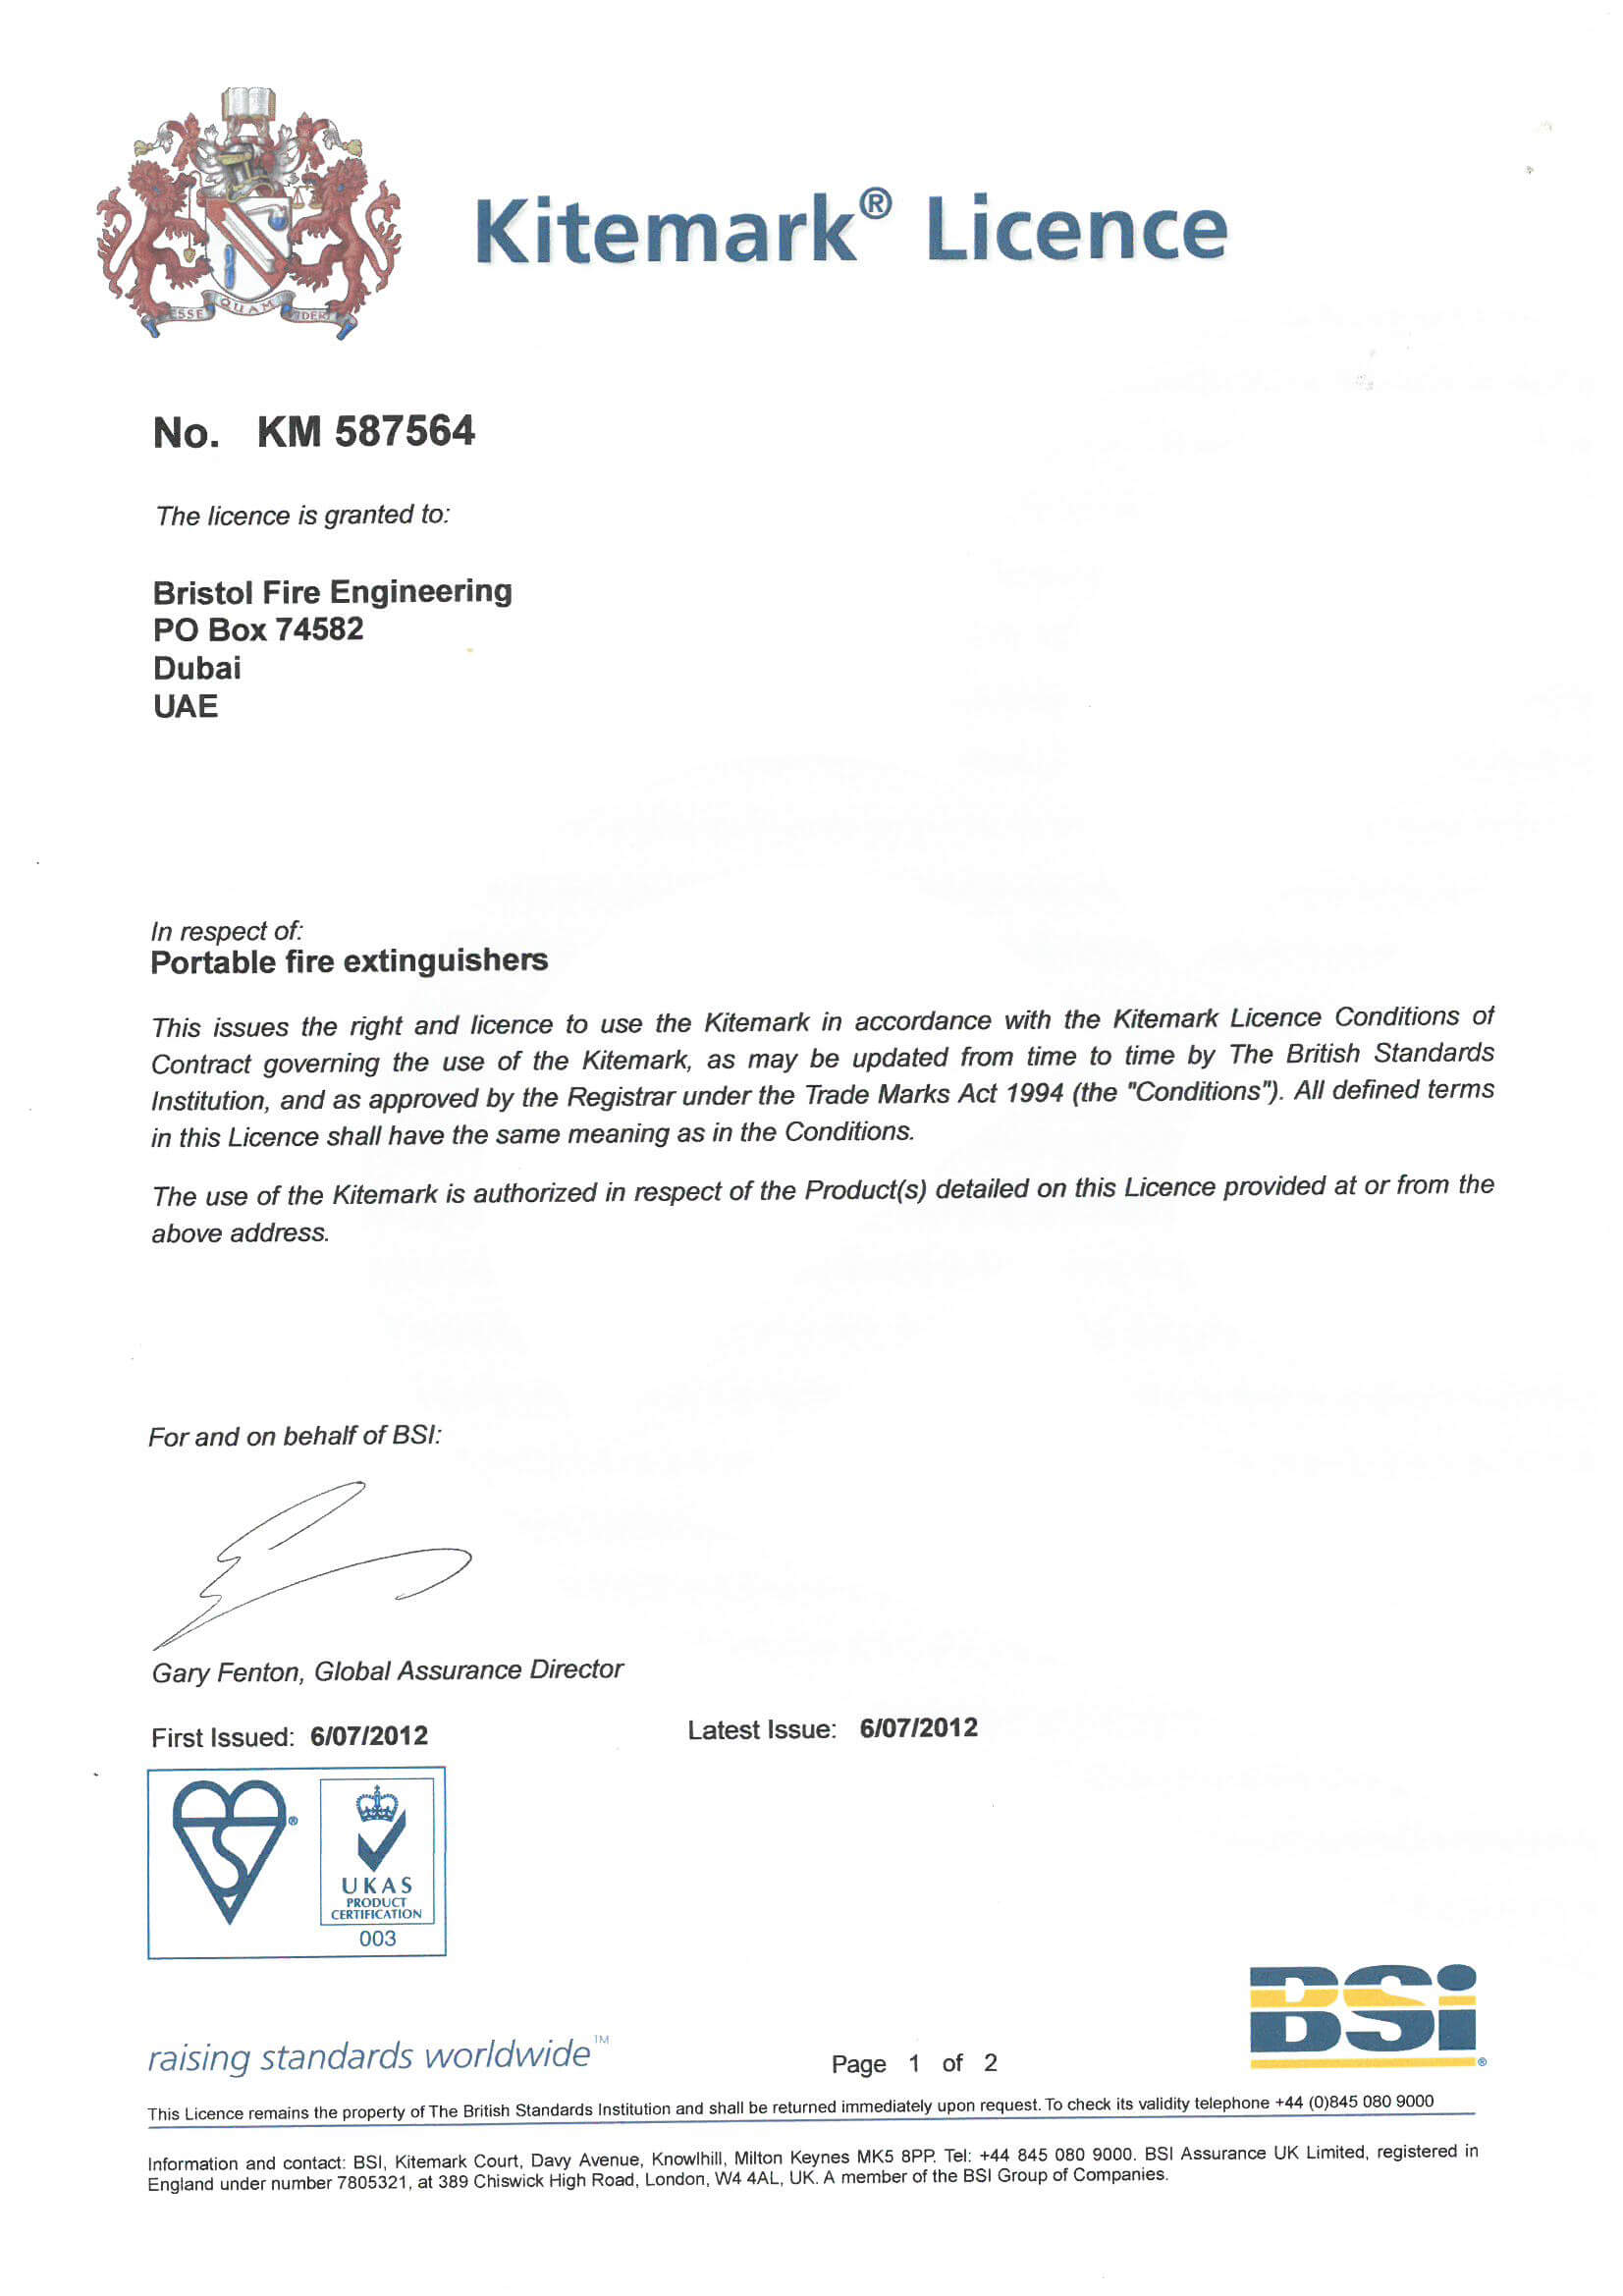 ESSE QUAM VIDERI
Kitemark® Licence
No. KM 587564
The licence is granted to:
Bristol Fire Engineering
PO Box 74582
Dubai
UAE
In respect of:
Portable fire extinguishers
This issues the right and licence to use the Kitemark in accordance with the Kitemark Licence Conditions of
Contract governing the use of the Kitemark, as may be updated from time to time by The British Standards
Institution, and as approved by the Registrar under the Trade Marks Act 1994 (the "Conditions"). All defined terms
in this Licence shall have the same meaning as in the Conditions.
The use of the Kitemark is authorized in respect of the Product(s) detailed on this Licence provided at or from the
above address.
For and on behalf of BSI:
Gary Fenton, Global Assurance Director
First Issued: 6/07/2012 Latest Issue: 6/07/2012
UKAS
PRODUCT
CERTIFICATION
003
BSi®
raising standards worldwide™
Page 1 of 2
This Licence remains the property of The British Standards Institution and shall be returned immediately upon request. To check its validity telephone +44 (0)845 080 9000
Information and contact: BSI, Kitemark Court, Davy Avenue, Knowlhill, Milton Keynes MK5 8PP. Tel: +44 845 080 9000. BSI Assurance UK Limited, registered in
England under number 7805321, at 389 Chiswick High Road, London, W4 4AL, UK. A member of the BSI Group of Companies.